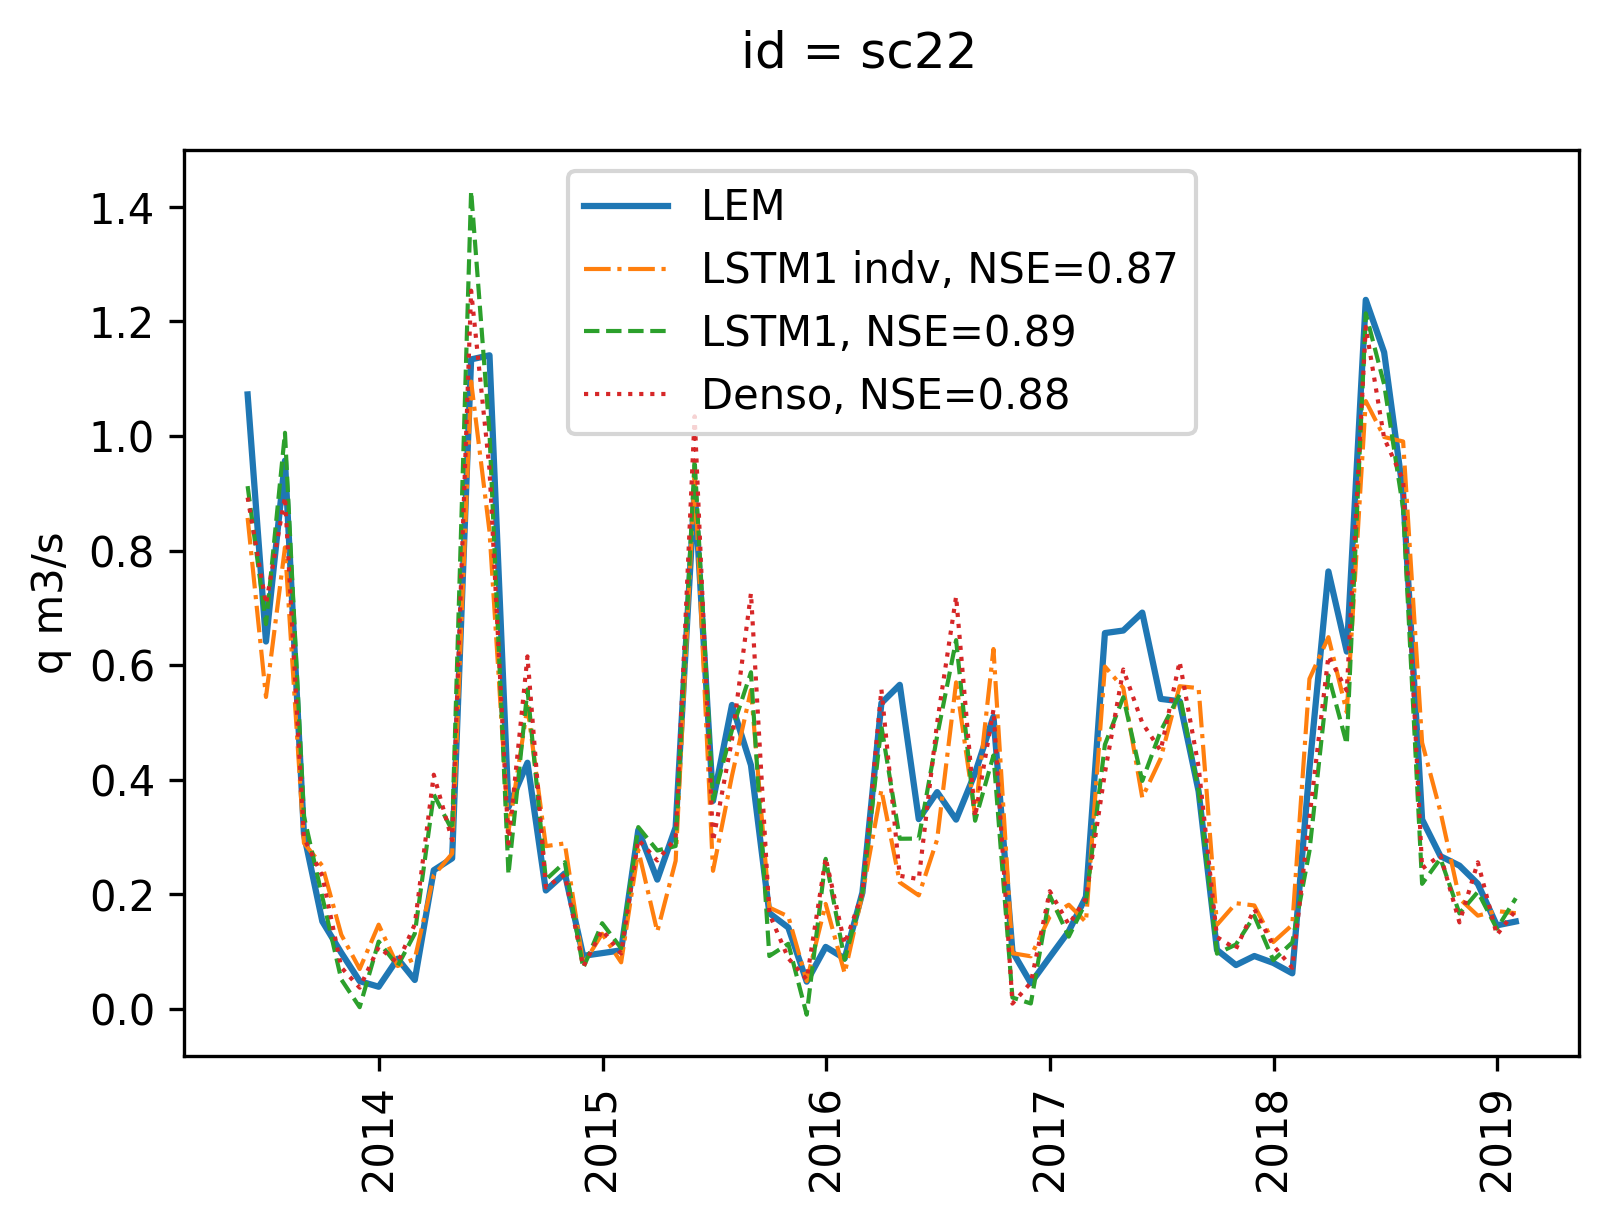 id = sc22
LEM
LSTM1 indv, NSE=0.87
LSTM1, NSE=0.89
Denso, NSE=0.88
q m3/s
1.4
1.2
1.0
0.8
0.6
0.4
0.2
0.0
2014
2015
2016
2017
2018
2019